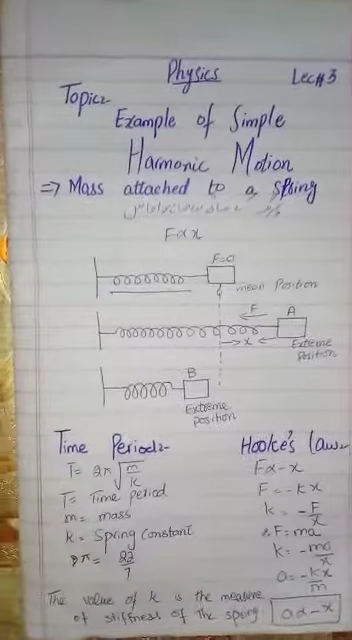 Physics
Lec#3
Topic:-
Example of Simple
Harmonic Motion
=> Mass attached to a spring
F∝x
F=0
O
mean Position
F
A
x
Extreme
Position
B
Extreme
Position
Time Period:-
T= 2π√m/k
T= Time period
m= mass
k= Spring Constant
π= 22/7
Hooke's law:-
F∝-x
F=-kx
k=-F/x
∴F=ma
k=-ma/x
a=-kx/m
a∝-x
The value of k is the measure
of stiffness of the spring.